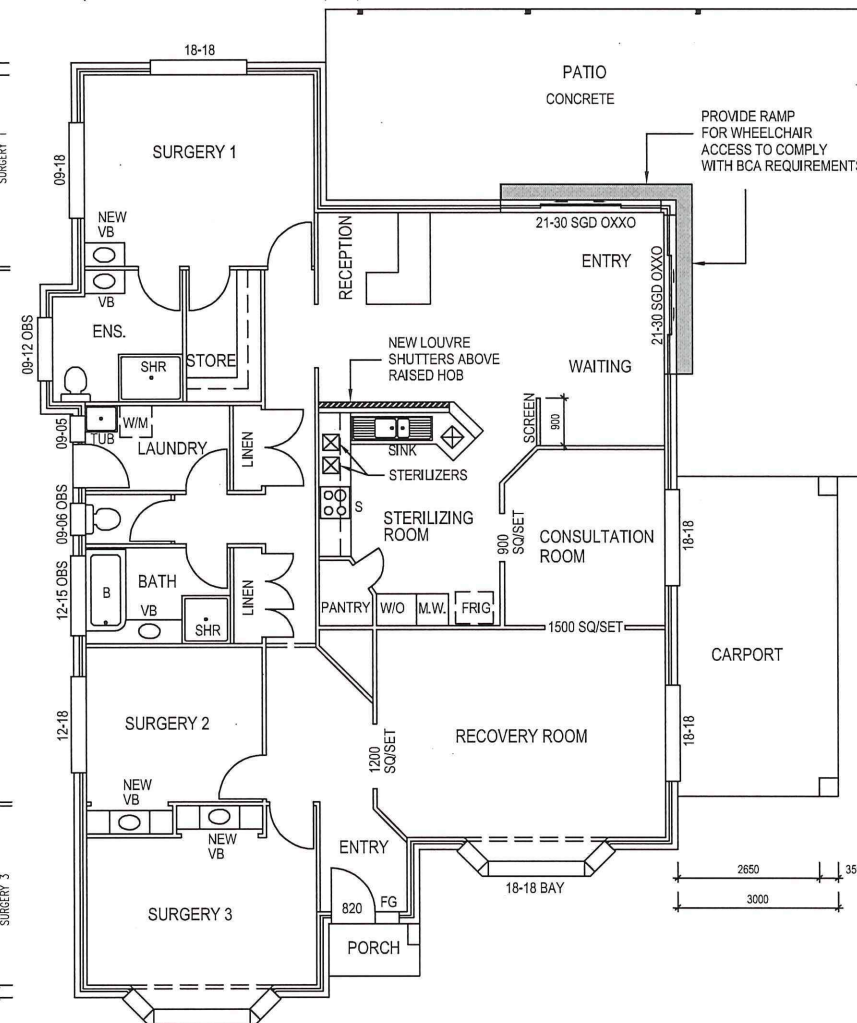 18-18
PATIO
CONCRETE
PROVIDE RAMP
FOR WHEELCHAIR
ACCESS TO COMPLY
WITH BCA REQUIREMENTS
SURGERY 1
SURGERY 1
09-18
NEW
VB
VB
RECEPTION
21-30 SGD OXXO
ENTRY
21-30 SGD OXXO
09-12 OBS
ENS.
SHR
STORE
NEW LOUVRE
SHUTTERS ABOVE
RAISED HOB
WAITING
SCREEN
900
09-05
TUB
W/M
LAUNDRY
LINEN
SINK
STERILIZERS
S
STERILIZING
ROOM
09-06 OBS
900
SQ/SET
CONSULTATION
ROOM
18-18
12-15 OBS
B
BATH
VB
SHR
LINEN
PANTRY
W/O
M.W.
FRIG
1500 SQ/SET
CARPORT
12-18
SURGERY 2
1200
SQ/SET
RECOVERY ROOM
18-18
NEW
VB
NEW
VB
ENTRY
18-18 BAY
2650
35
3000
SURGERY 3
SURGERY 3
820
FG
PORCH